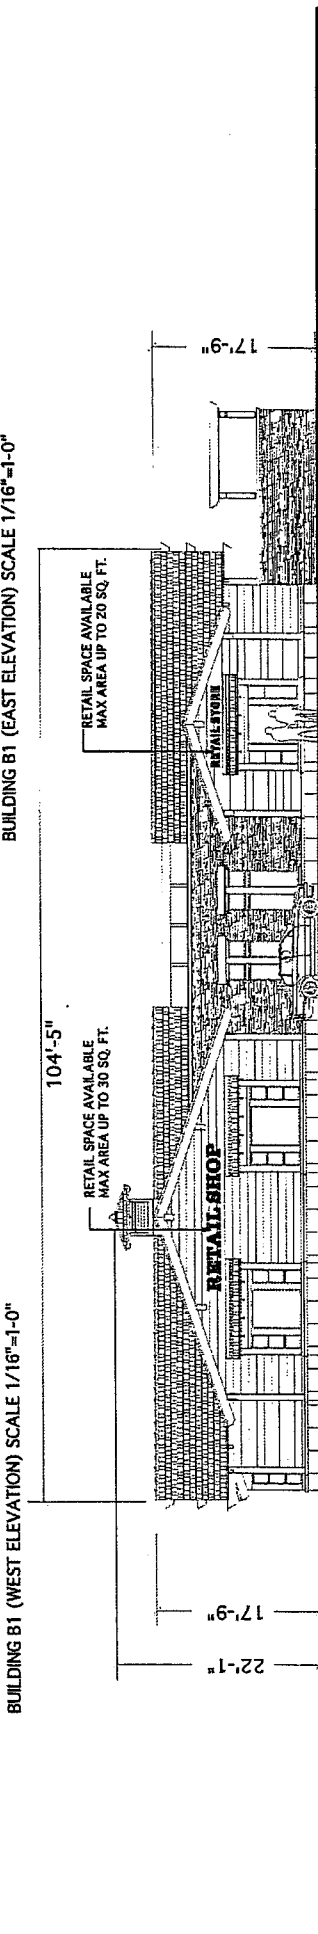 BUILDING B1 (WEST ELEVATION) SCALE 1/16"=1-0"
BUILDING B1 (EAST ELEVATION) SCALE 1/16"=1-0"
104'-5"
RETAIL SPACE AVAILABLE
MAX AREA UP TO 30 SQ. FT.
RETAIL SPACE AVAILABLE
MAX AREA UP TO 20 SQ. FT.
RETAIL SHOP
RETAIL STORE
22'-1"
17'-9"
17'-9"